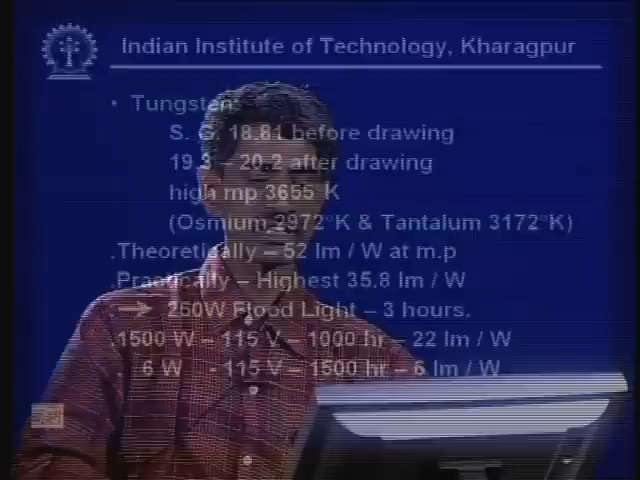 Indian Institute of Technology, Kharagpur
• Tungsten:
S. G. 18.81 before drawing
19.3 – 20.2 after drawing
high mp 3655°K
(Osmium 2972°K & Tantalum 3172°K)
.Theoretically – 52 lm / W at m.p
.Practically – Highest 35.8 lm / W
→ 250W Flood Light – 3 hours.
.1500 W – 115 V – 1000 hr – 22 lm / W
. 6 W - 115 V – 1500 hr – 6 lm / W